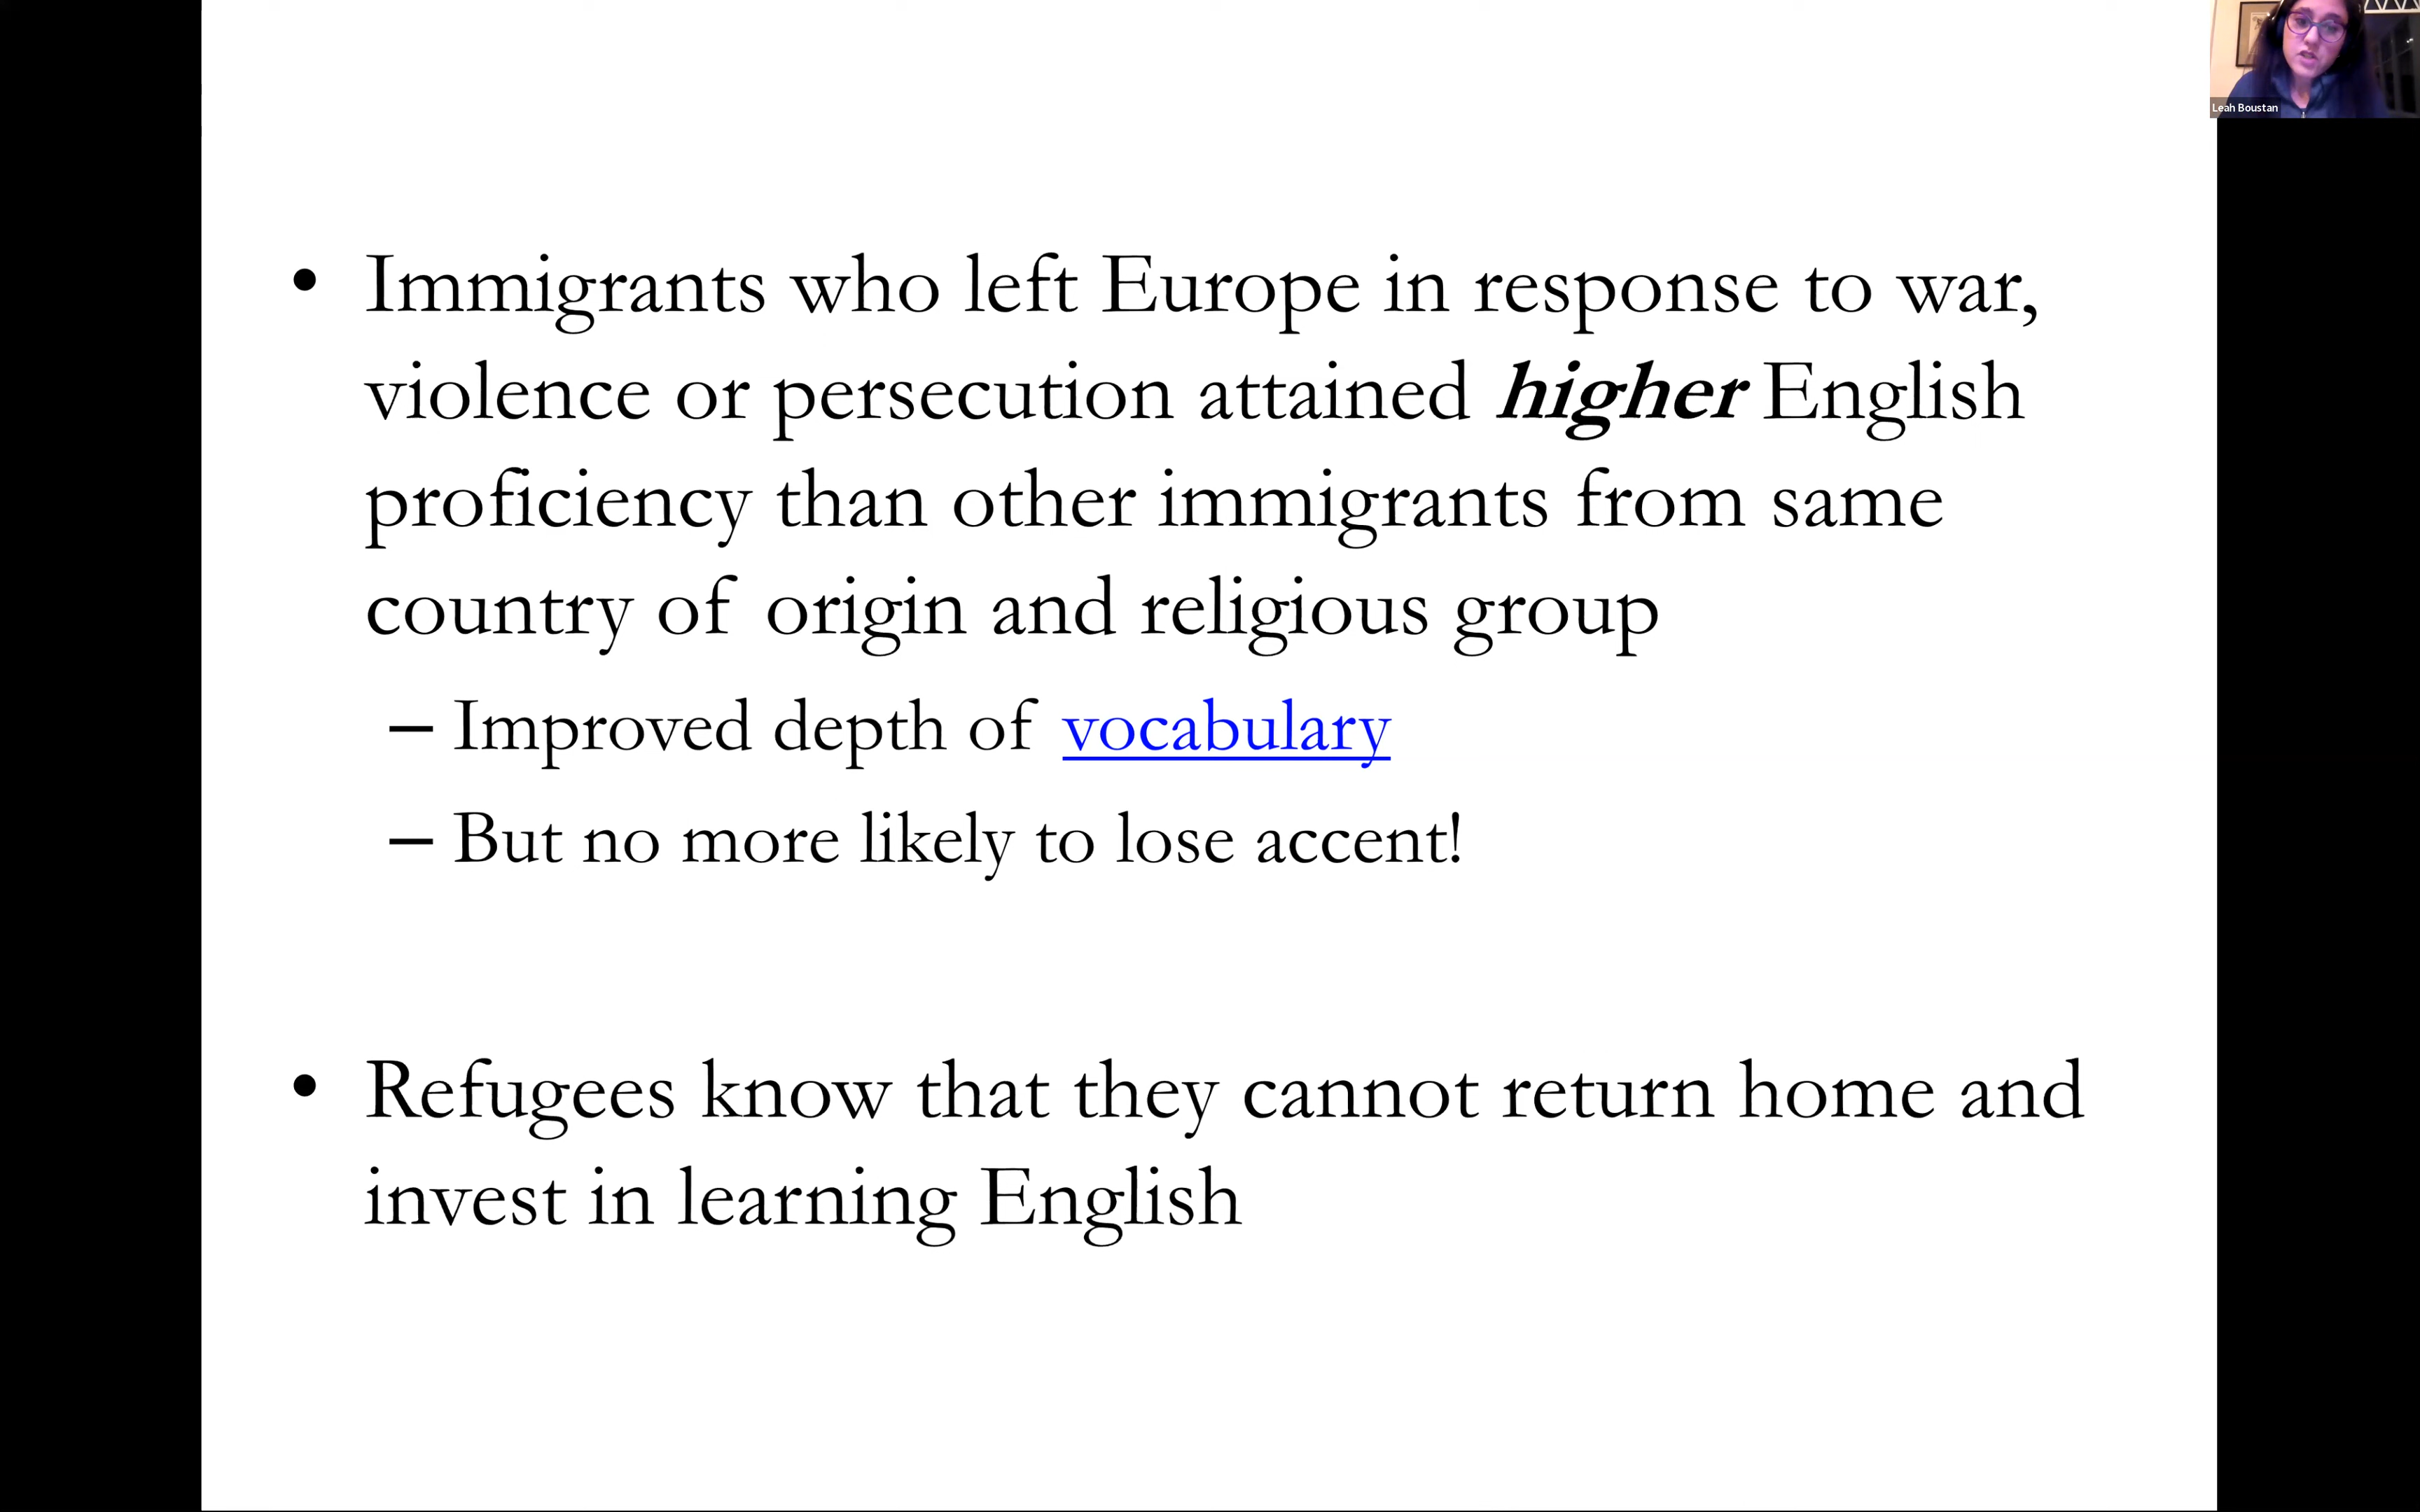 Leah Boustan
• Immigrants who left Europe in response to war,
violence or persecution attained higher English
proficiency than other immigrants from same
country of origin and religious group
– Improved depth of vocabulary
– But no more likely to lose accent!
• Refugees know that they cannot return home and
invest in learning English